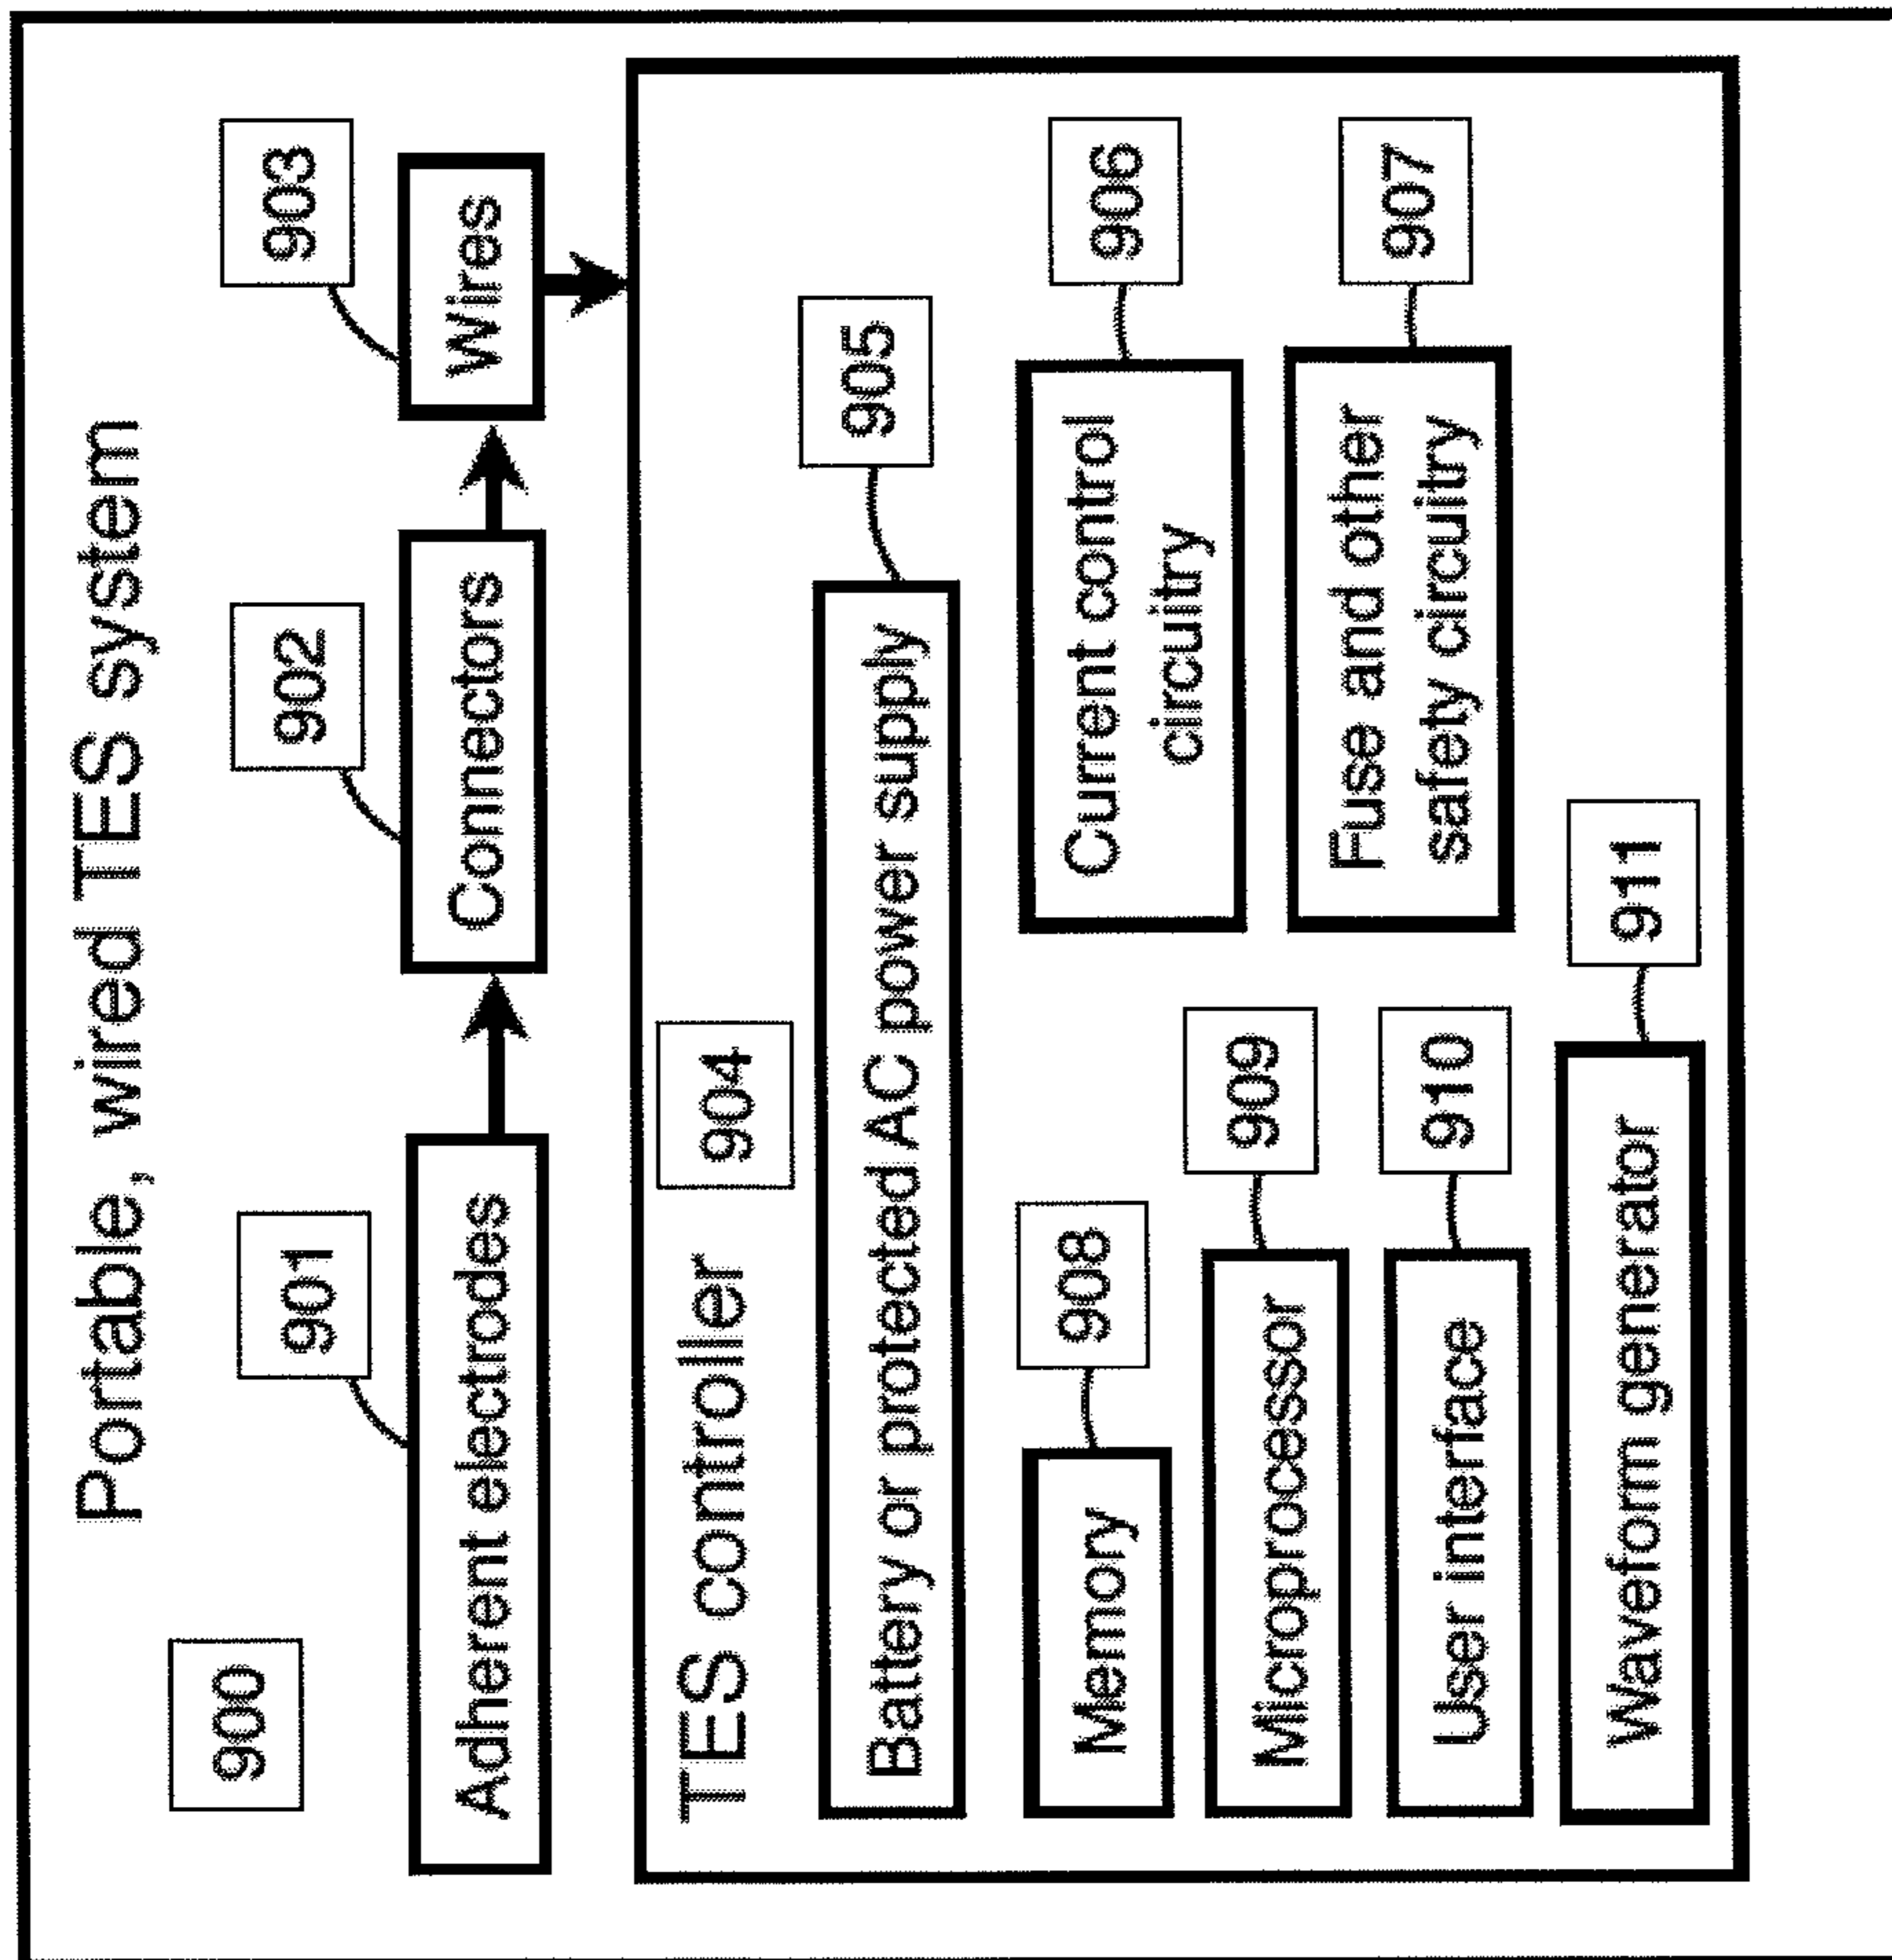 Portable, wired TES system
900
901
902
903
Adherent electrodes
Connectors
Wires
TES controller
904
905
Battery or protected AC power supply
908
Memory
906
Current control
circuitry
909
Microprocessor
907
Fuse and other
safety circuitry
910
User interface
911
Waveform generator